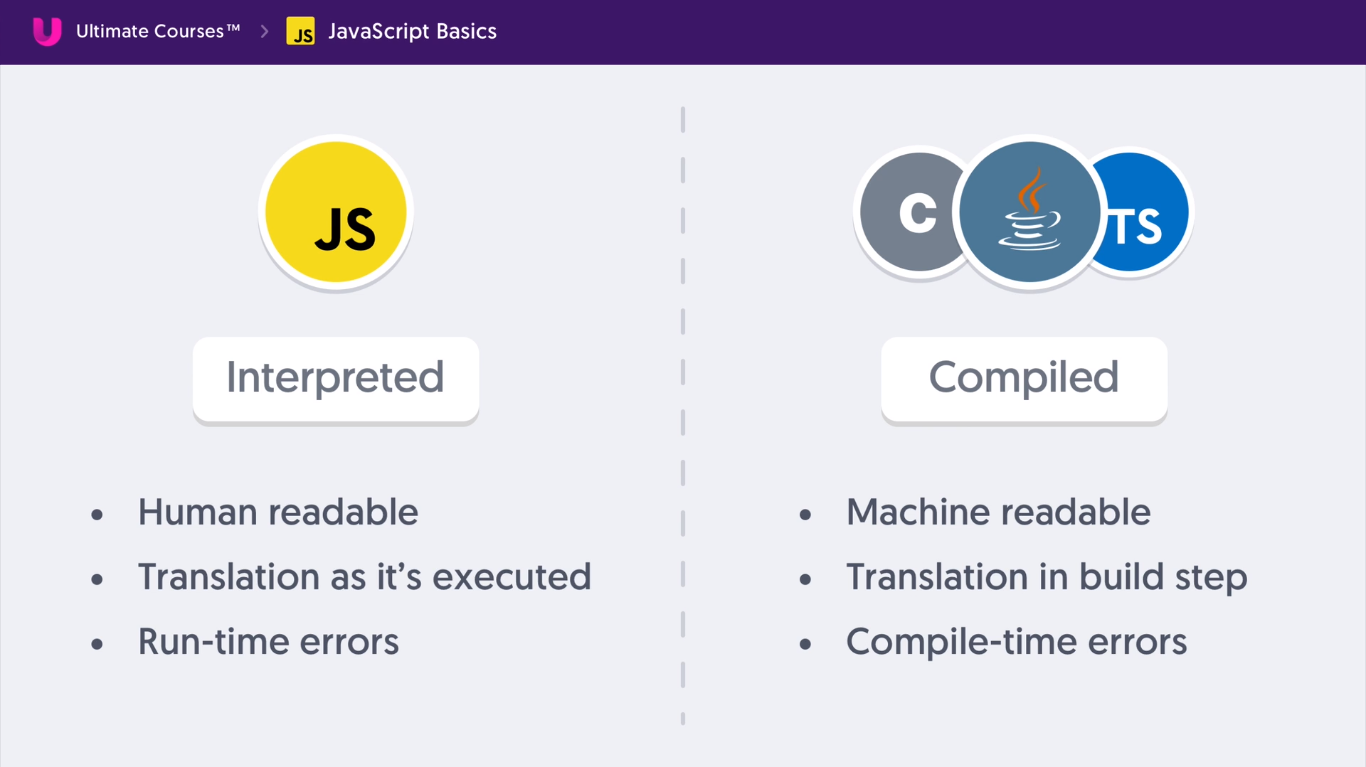 Ultimate Courses™ > JS JavaScript Basics
JS
C TS
Interpreted
Compiled
• Human readable
• Translation as it's executed
• Run-time errors
• Machine readable
• Translation in build step
• Compile-time errors